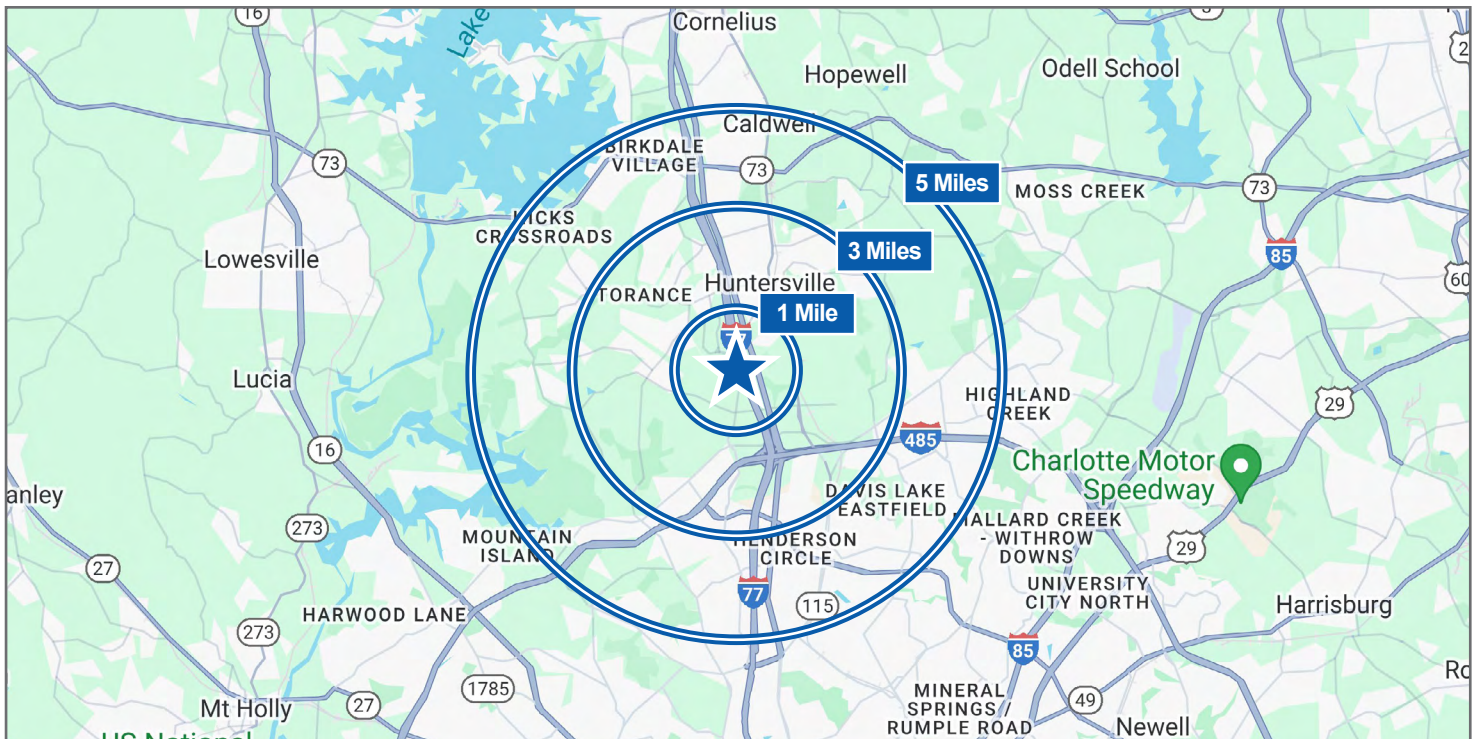 16
Lake
Cornelius
Hopewell
Odell School
Caldwell
BIRKDALE
VILLAGE
73
73
5 Miles
MOSS CREEK
73
HICKS
CROSSROADS
3 Miles
Lowesville
85
60
TORANCE
Huntersville
1 Mile
Lucia
HIGHLAND
CREEK
29
16
485
Charlotte Motor
Speedway
anley
DAVIS LAKE
EASTFIELD
273
MALLARD CREEK
- WITHROW
DOWNS
MOUNTAIN
ISLAND
HENDERSON
CIRCLE
29
27
77
UNIVERSITY
CITY NORTH
115
HARWOOD LANE
Harrisburg
273
85
1785
MINERAL
SPRINGS /
RUMPLE ROAD
49
Mt Holly
27
Newell
US National